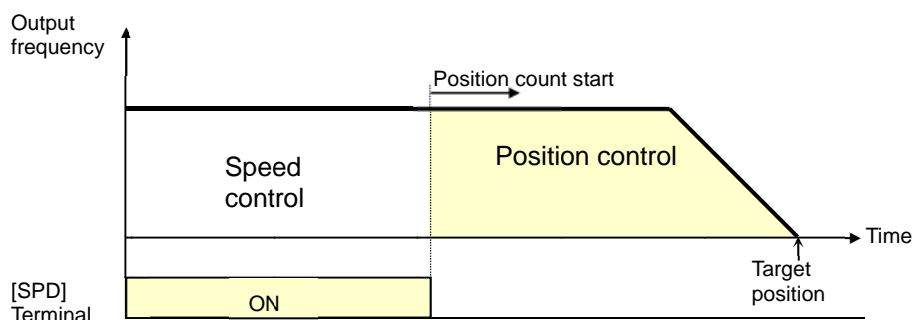 Output
frequency
Position count start
Speed
control
Position control
Time
Target
position
[SPD]
Terminal
ON